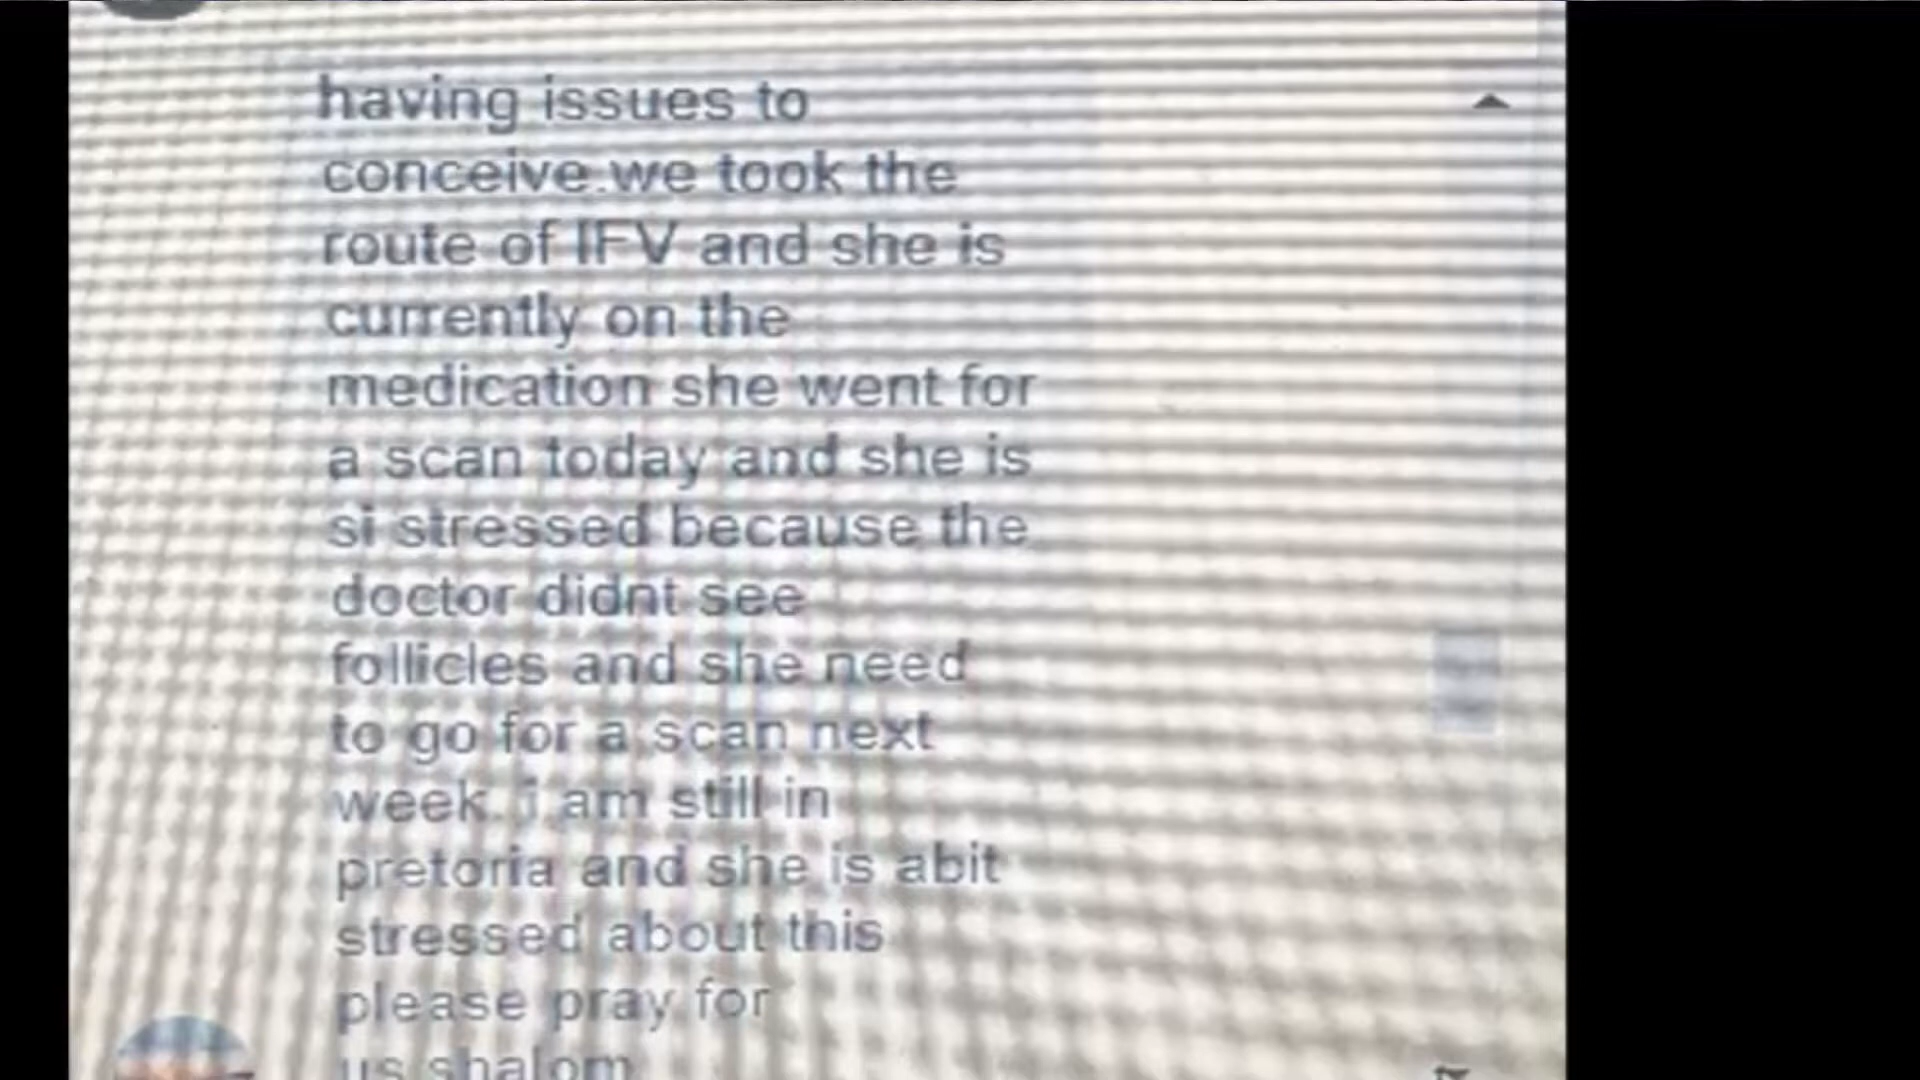 having issues to
conceive.we took the
route of IFV and she is
currently on the
medication she went for
a scan today and she is
si stressed because the
doctor didnt see
follicles and she need
to go for a scan next
week. i am still in
pretoria and she is abit
stressed about this
please pray for
us shalom